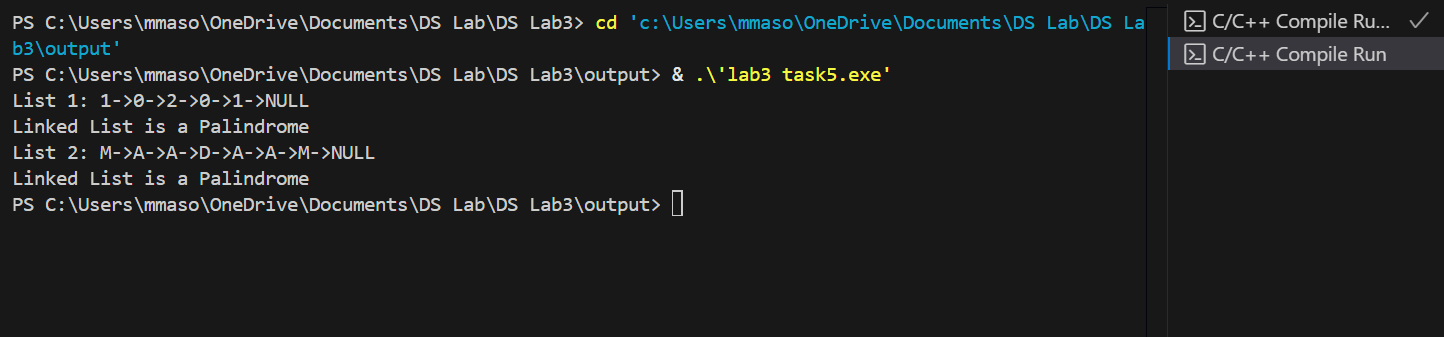 PS C:\Users\mmaso\OneDrive\Documents\DS Lab\DS Lab3> cd 'c:\Users\mmaso\OneDrive\Documents\DS Lab\DS La
b3\output'
PS C:\Users\mmaso\OneDrive\Documents\DS Lab\DS Lab3\output> & .\'lab3 task5.exe'
List 1: 1->0->2->0->1->NULL
Linked List is a Palindrome
List 2: M->A->A->D->A->A->M->NULL
Linked List is a Palindrome
PS C:\Users\mmaso\OneDrive\Documents\DS Lab\DS Lab3\output>
C/C++ Compile Ru...
C/C++ Compile Run